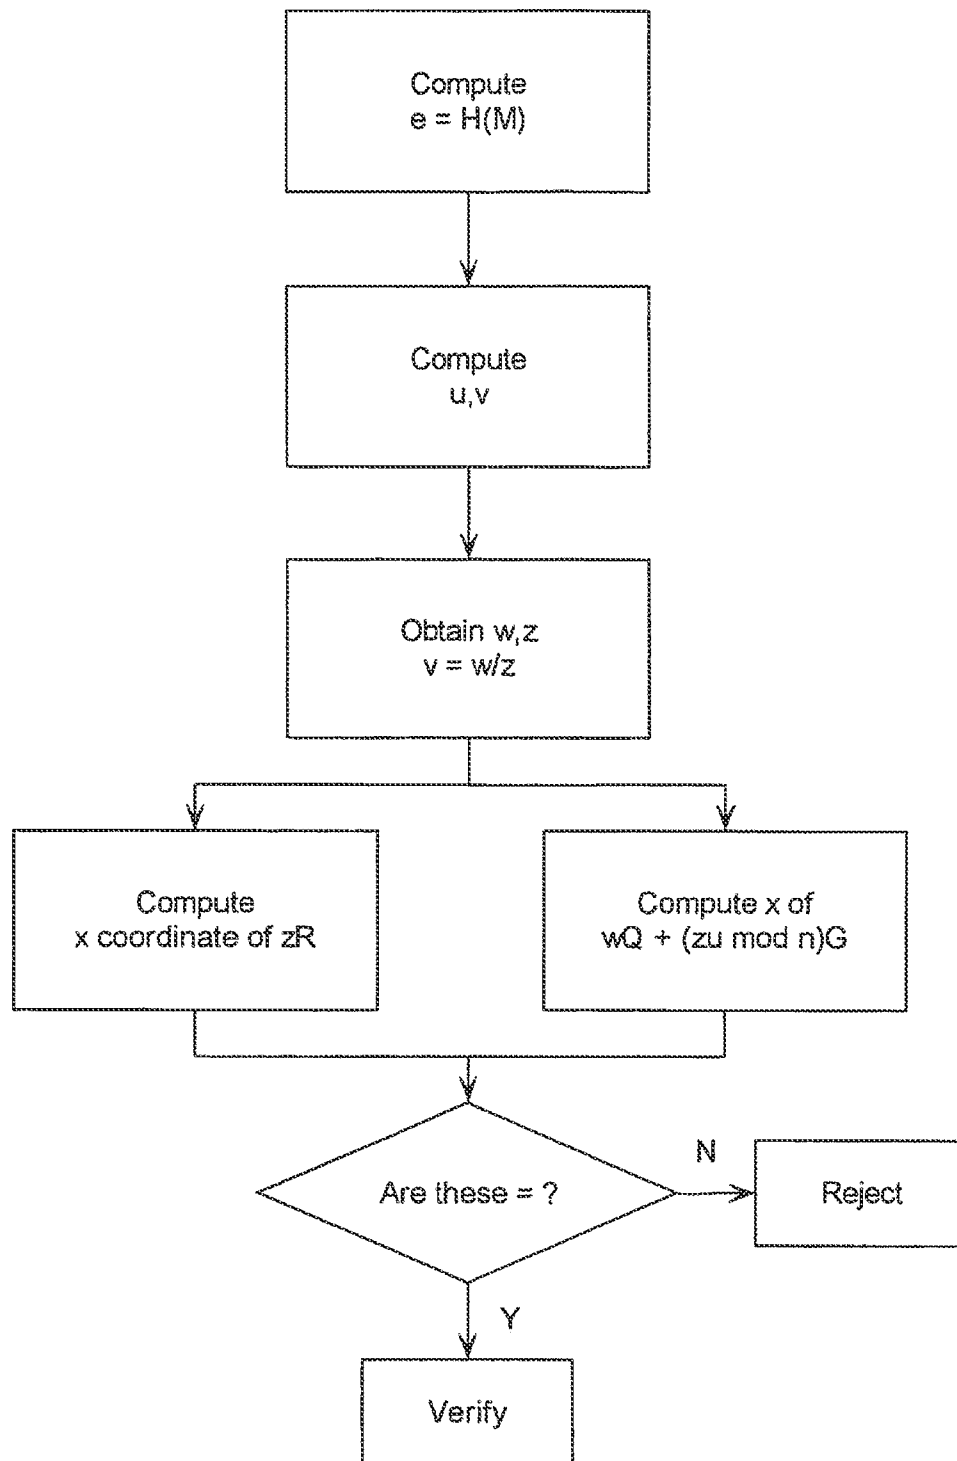 Compute
e = H(M)
Compute
u,v
Obtain w,z
v = w/z
Compute
x coordinate of zR
Compute x of
wQ + (zu mod n)G
Are these = ?
N
Reject
Y
Verify